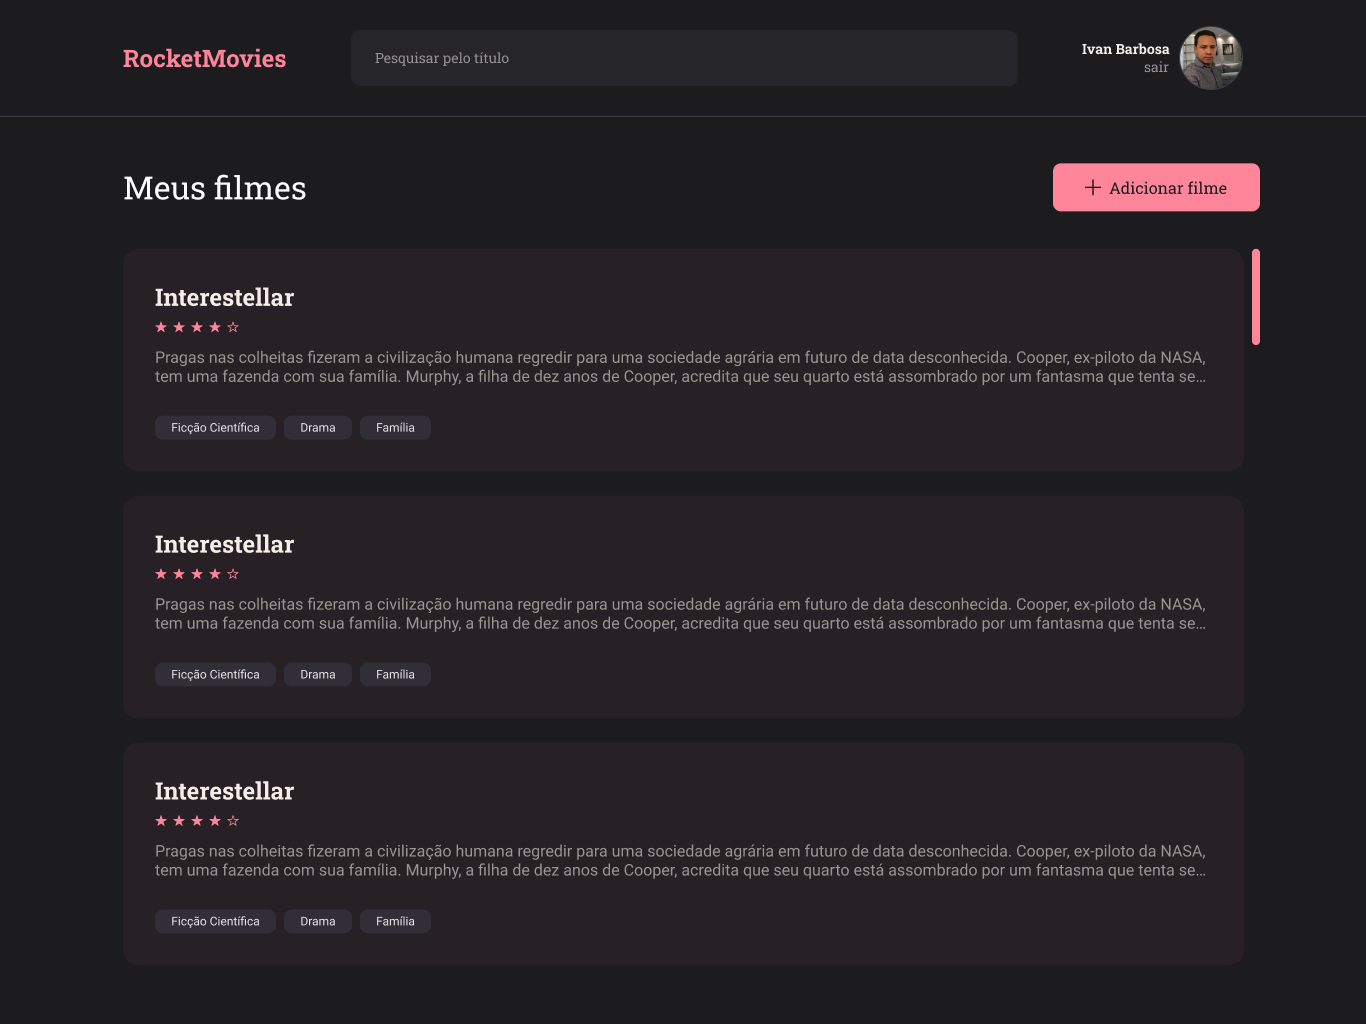 RocketMovies
Pesquisar pelo título
Ivan Barbosa
sair
Meus filmes
Adicionar filme
Interestellar
Pragas nas colheitas fizeram a civilização humana regredir para uma sociedade agrária em futuro de data desconhecida. Cooper, ex-piloto da NASA,
tem uma fazenda com sua família. Murphy, a filha de dez anos de Cooper, acredita que seu quarto está assombrado por um fantasma que tenta se...
Ficção Científica Drama Família
Interestellar
Pragas nas colheitas fizeram a civilização humana regredir para uma sociedade agrária em futuro de data desconhecida. Cooper, ex-piloto da NASA,
tem uma fazenda com sua família. Murphy, a filha de dez anos de Cooper, acredita que seu quarto está assombrado por um fantasma que tenta se...
Ficção Científica Drama Família
Interestellar
Pragas nas colheitas fizeram a civilização humana regredir para uma sociedade agrária em futuro de data desconhecida. Cooper, ex-piloto da NASA,
tem uma fazenda com sua família. Murphy, a filha de dez anos de Cooper, acredita que seu quarto está assombrado por um fantasma que tenta se...
Ficção Científica Drama Família